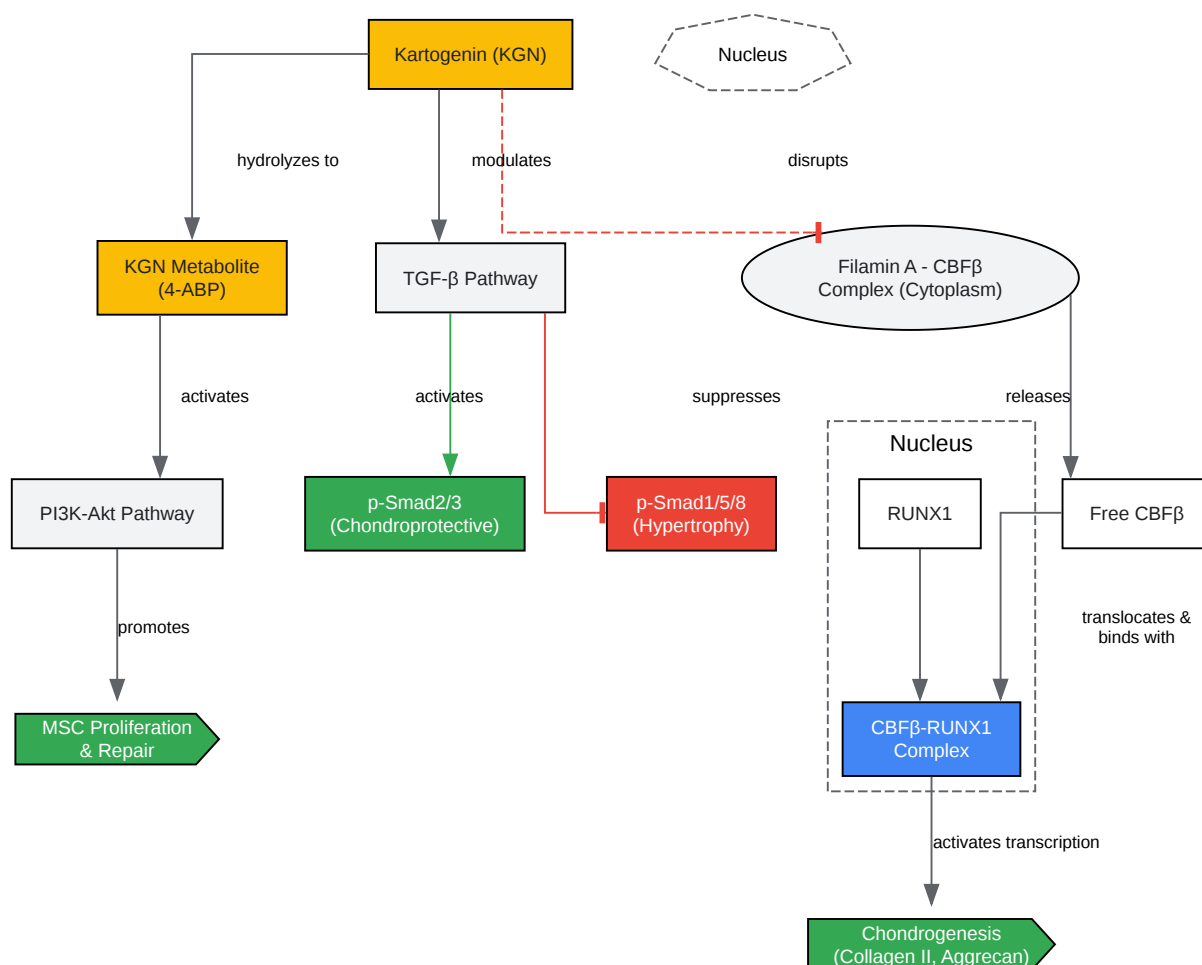 Kartogenin (KGN)
Nucleus
hydrolyzes to
modulates
disrupts
KGN Metabolite
(4-ABP)
TGF-β Pathway
Filamin A - CBFβ
Complex (Cytoplasm)
activates
activates
suppresses
releases
Nucleus
PI3K-Akt Pathway
p-Smad2/3
(Chondroprotective)
p-Smad1/5/8
(Hypertrophy)
RUNX1
Free CBFβ
promotes
translocates &
binds with
MSC Proliferation
& Repair
CBFβ-RUNX1
Complex
activates transcription
Chondrogenesis
(Collagen II, Aggrecan)